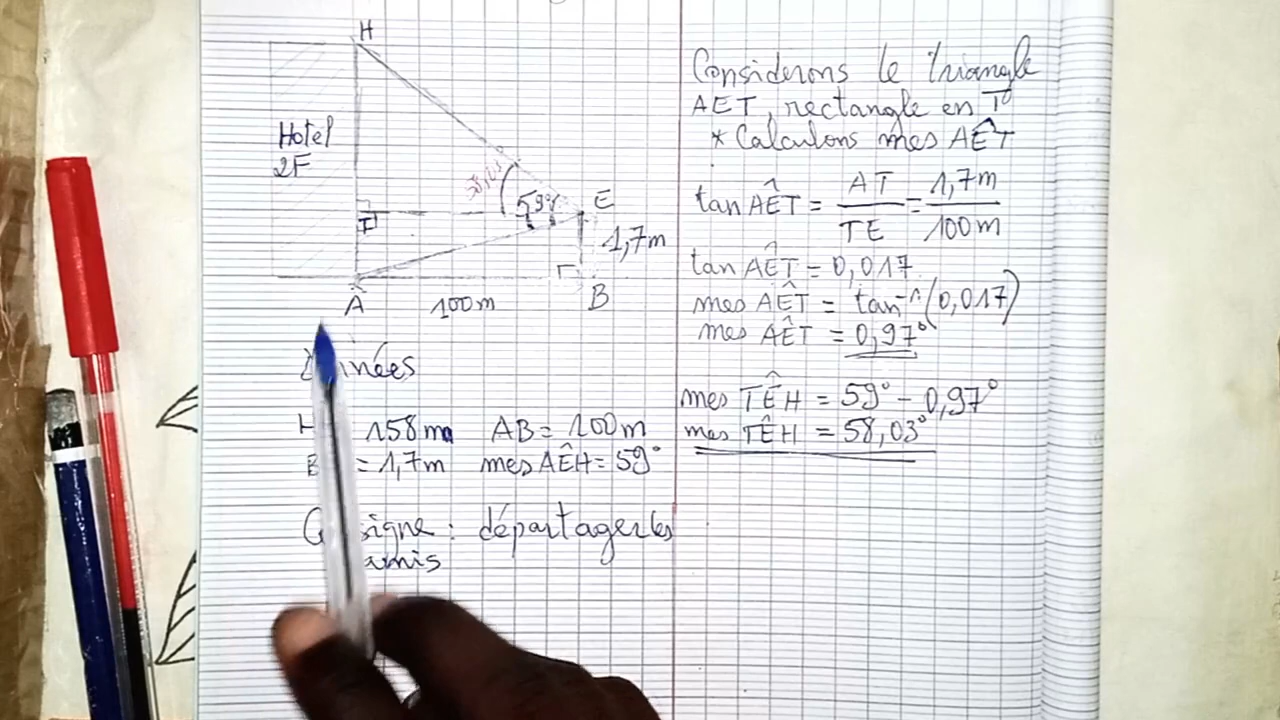 H
Hotel
2F
59°
E
1,7m
A
100m
B
Données
158m AB = 100m
= 1,7m mes AÊH = 59°
départager les
amis
Considerons le triangle
AET, rectangle en T
* Calculons mes AÊT
tan AÊT = AT/TE = 1,7m/100m
tan AÊT = 0,017
mes AÊT = tan⁻¹(0,017)
mes AÊT = 0,97°
mes TÊH = 59° - 0,97°
mes TÊH = 58,03°